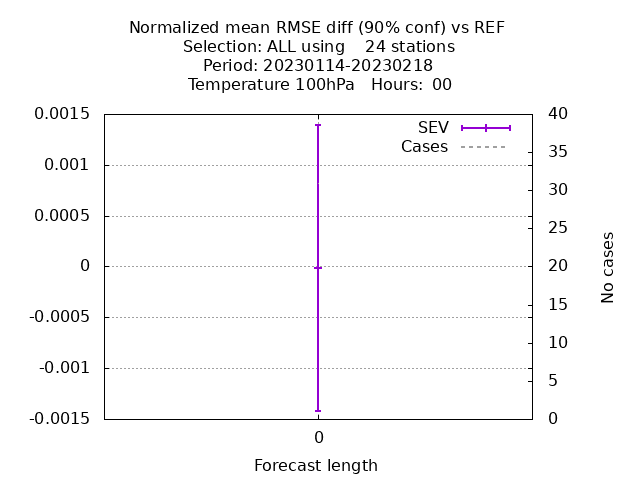 Normalized mean RMSE diff (90% conf) vs REF
Selection: ALL using    24 stations
Period: 20230114-20230218
Temperature 100hPa   Hours:  00
SEV
Cases
0.0015
0.001
0.0005
0
-0.0005
-0.001
-0.0015
40
35
30
25
20
15
10
5
0
No cases
0
Forecast length